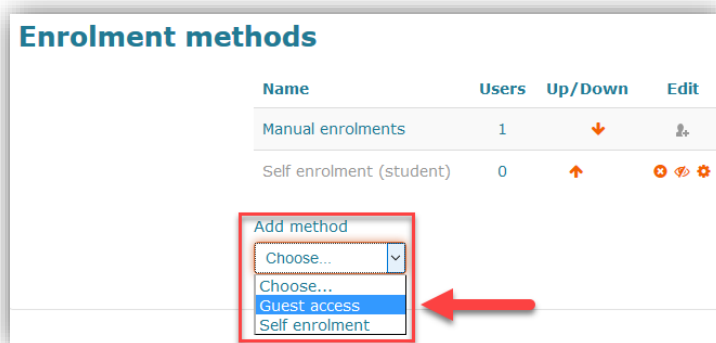 Enrolment methods
Name Users Up/Down Edit
Manual enrolments 1
Self enrolment (student) 0
Add method
Choose...
Choose...
Guest access
Self enrolment